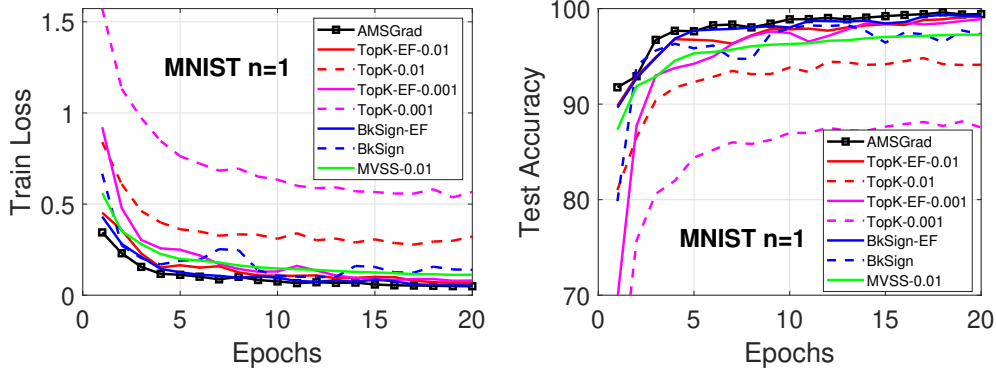 Train Loss
1.5
1
0.5
0
0
5
10
15
20
Epochs
MNIST n=1
AMSGrad
TopK-EF-0.01
TopK-0.01
TopK-EF-0.001
TopK-0.001
BkSign-EF
BkSign
MVSS-0.01
Test Accuracy
100
90
80
70
0
5
10
15
20
Epochs
MNIST n=1
AMSGrad
TopK-EF-0.01
TopK-0.01
TopK-EF-0.001
TopK-0.001
BkSign-EF
BkSign
MVSS-0.01